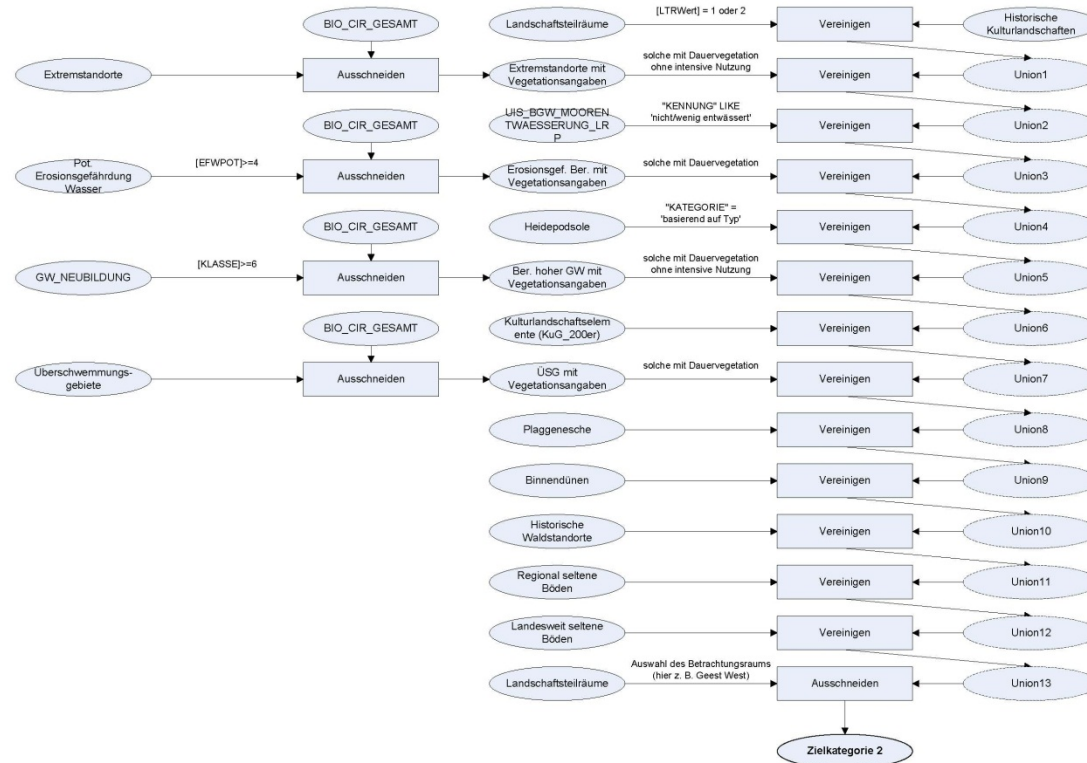 BIO_CIR_GESAMT
Landschaftsteilräume
[LTRWert] = 1 oder 2
Vereinigen
Historische
Kulturlandschaften
Extremstandorte
Ausschneiden
Extremstandorte mit
Vegetationsangaben
solche mit Dauervegetation
ohne intensive Nutzung
Vereinigen
Union1
BIO_CIR_GESAMT
UIS_BGW_MOOREN
TWAESSERUNG_LR
P
"KENNUNG" LIKE
'nicht/wenig entwässert'
Vereinigen
Union2
Pot.
Erosionsgefährdung
Wasser
[EFWPOT]>=4
Ausschneiden
Erosionsgef. Ber. mit
Vegetationsangaben
solche mit Dauervegetation
Vereinigen
Union3
BIO_CIR_GESAMT
Heidepodsole
"KATEGORIE" =
'basierend auf Typ'
Vereinigen
Union4
GW_NEUBILDUNG
[KLASSE]>=6
Ausschneiden
Ber. hoher GW mit
Vegetationsangaben
solche mit Dauervegetation
ohne intensive Nutzung
Vereinigen
Union5
BIO_CIR_GESAMT
Kulturlandschaftselem
ente (KuG_200er)
Vereinigen
Union6
Überschwemmungs-
gebiete
Ausschneiden
ÜSG mit
Vegetationsangaben
solche mit Dauervegetation
Vereinigen
Union7
Plaggenesche
Vereinigen
Union8
Binnendünen
Vereinigen
Union9
Historische
Waldstandorte
Vereinigen
Union10
Regional seltene
Böden
Vereinigen
Union11
Landesweit seltene
Böden
Vereinigen
Union12
Landschaftsteilräume
Auswahl des Betrachtungsraums
(hier z. B. Geest West)
Ausschneiden
Union13
Zielkategorie 2